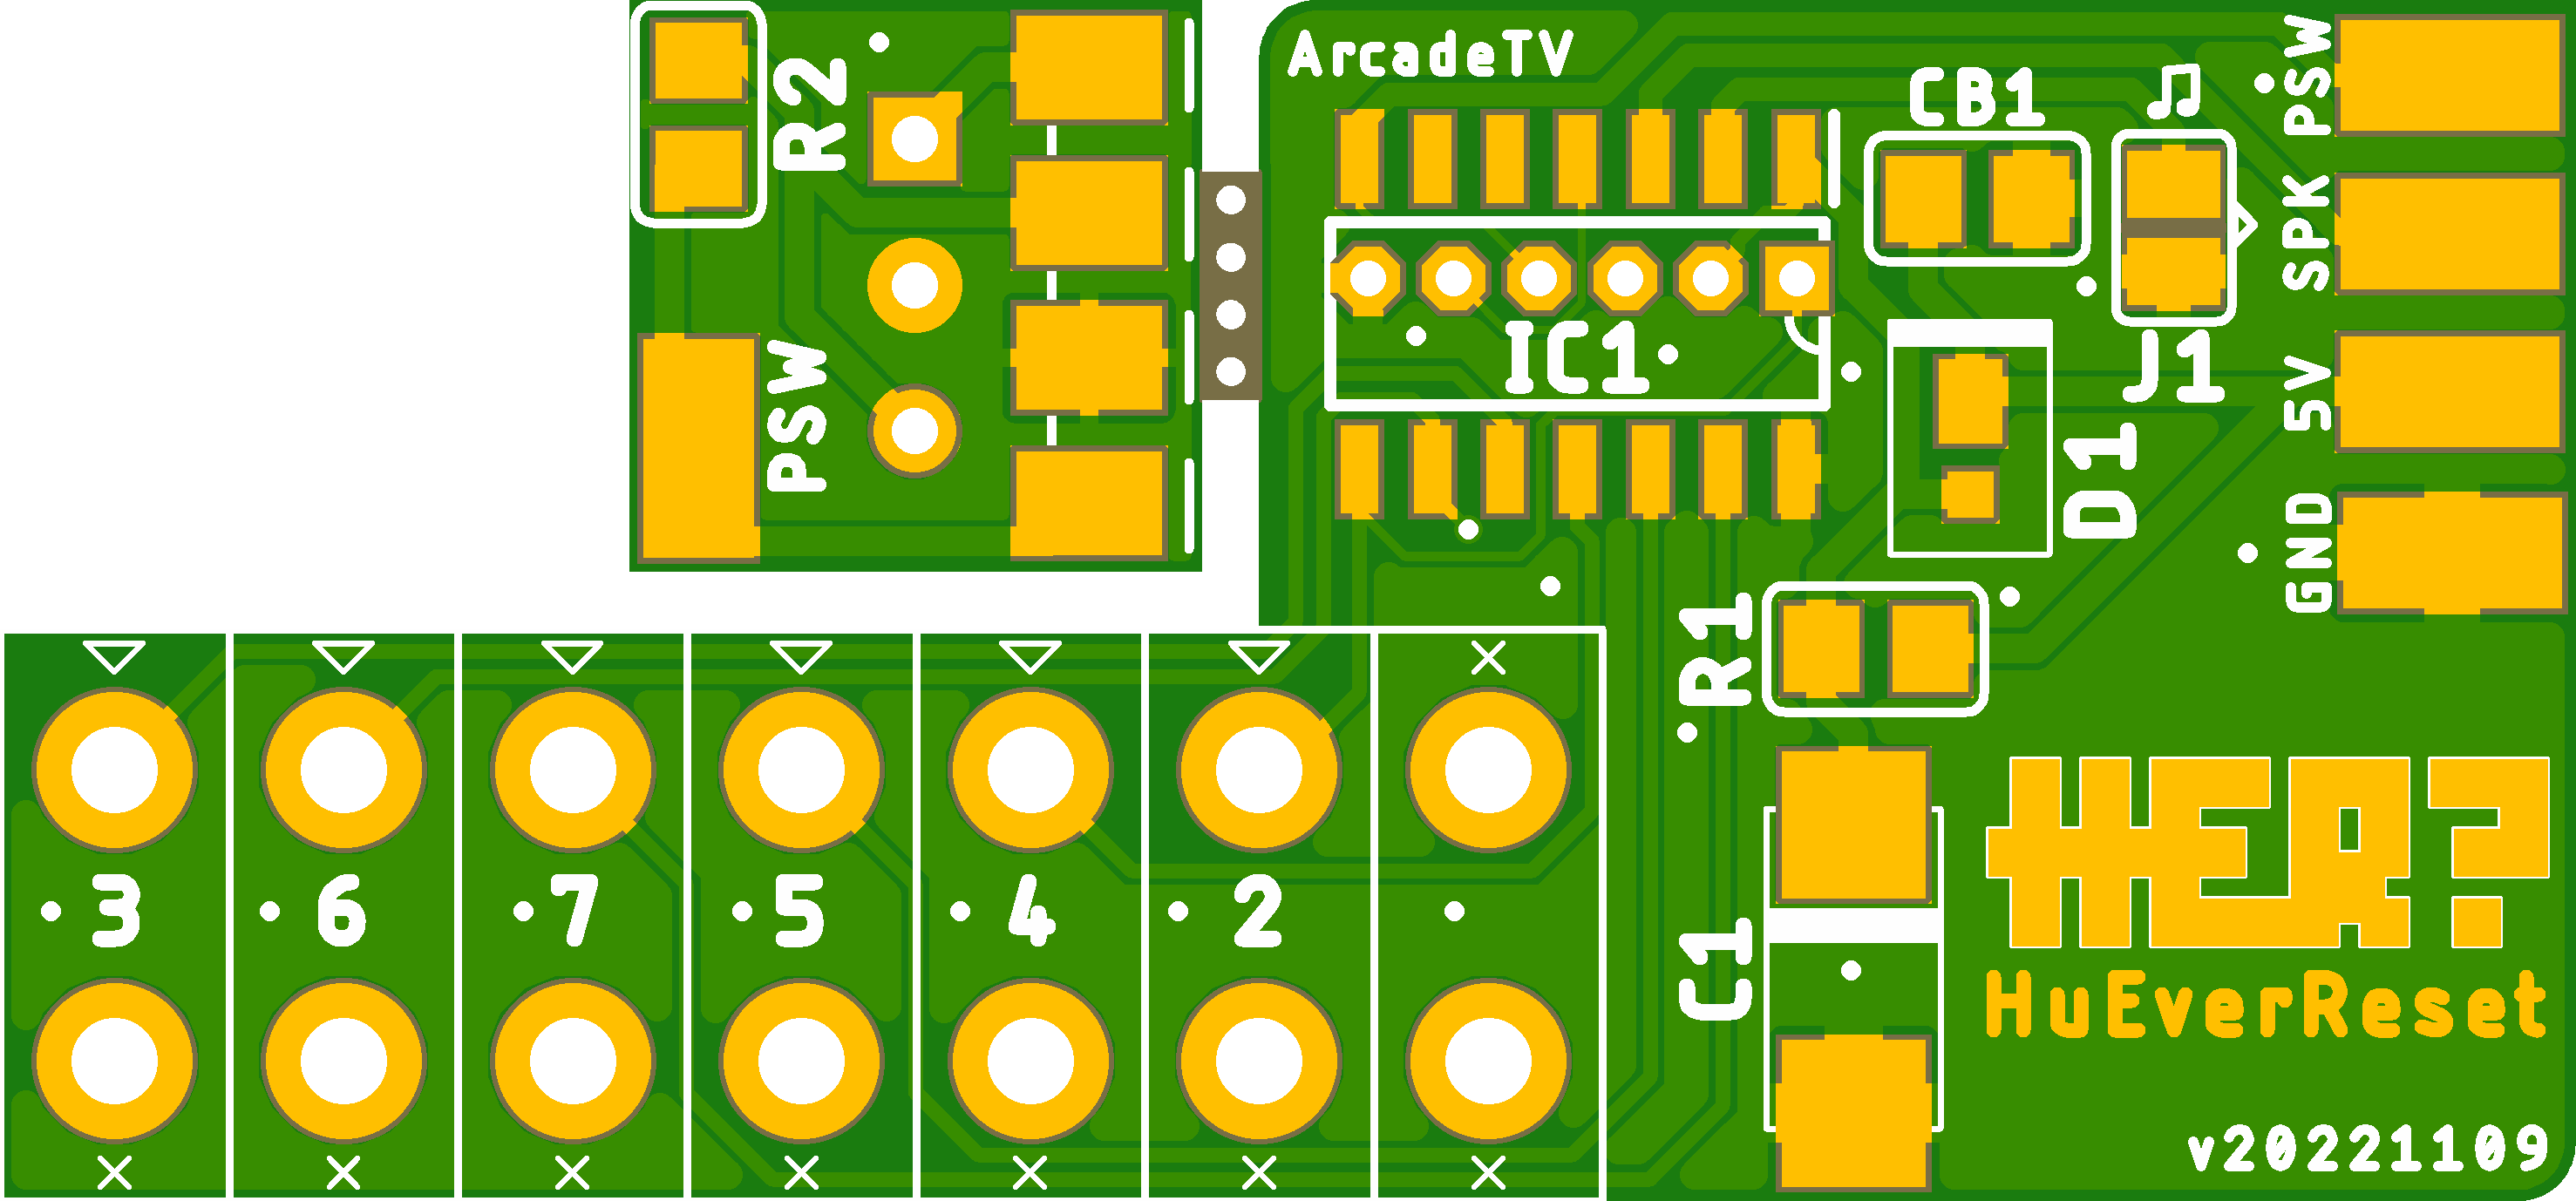 ArcadeTV
R2
PSW
IC1
CB1
♫
J1
D1
R1
C1
PSW
SPK
5V
GND
3 6 7 5 4 2
HER?
HuEverReset
v20221109